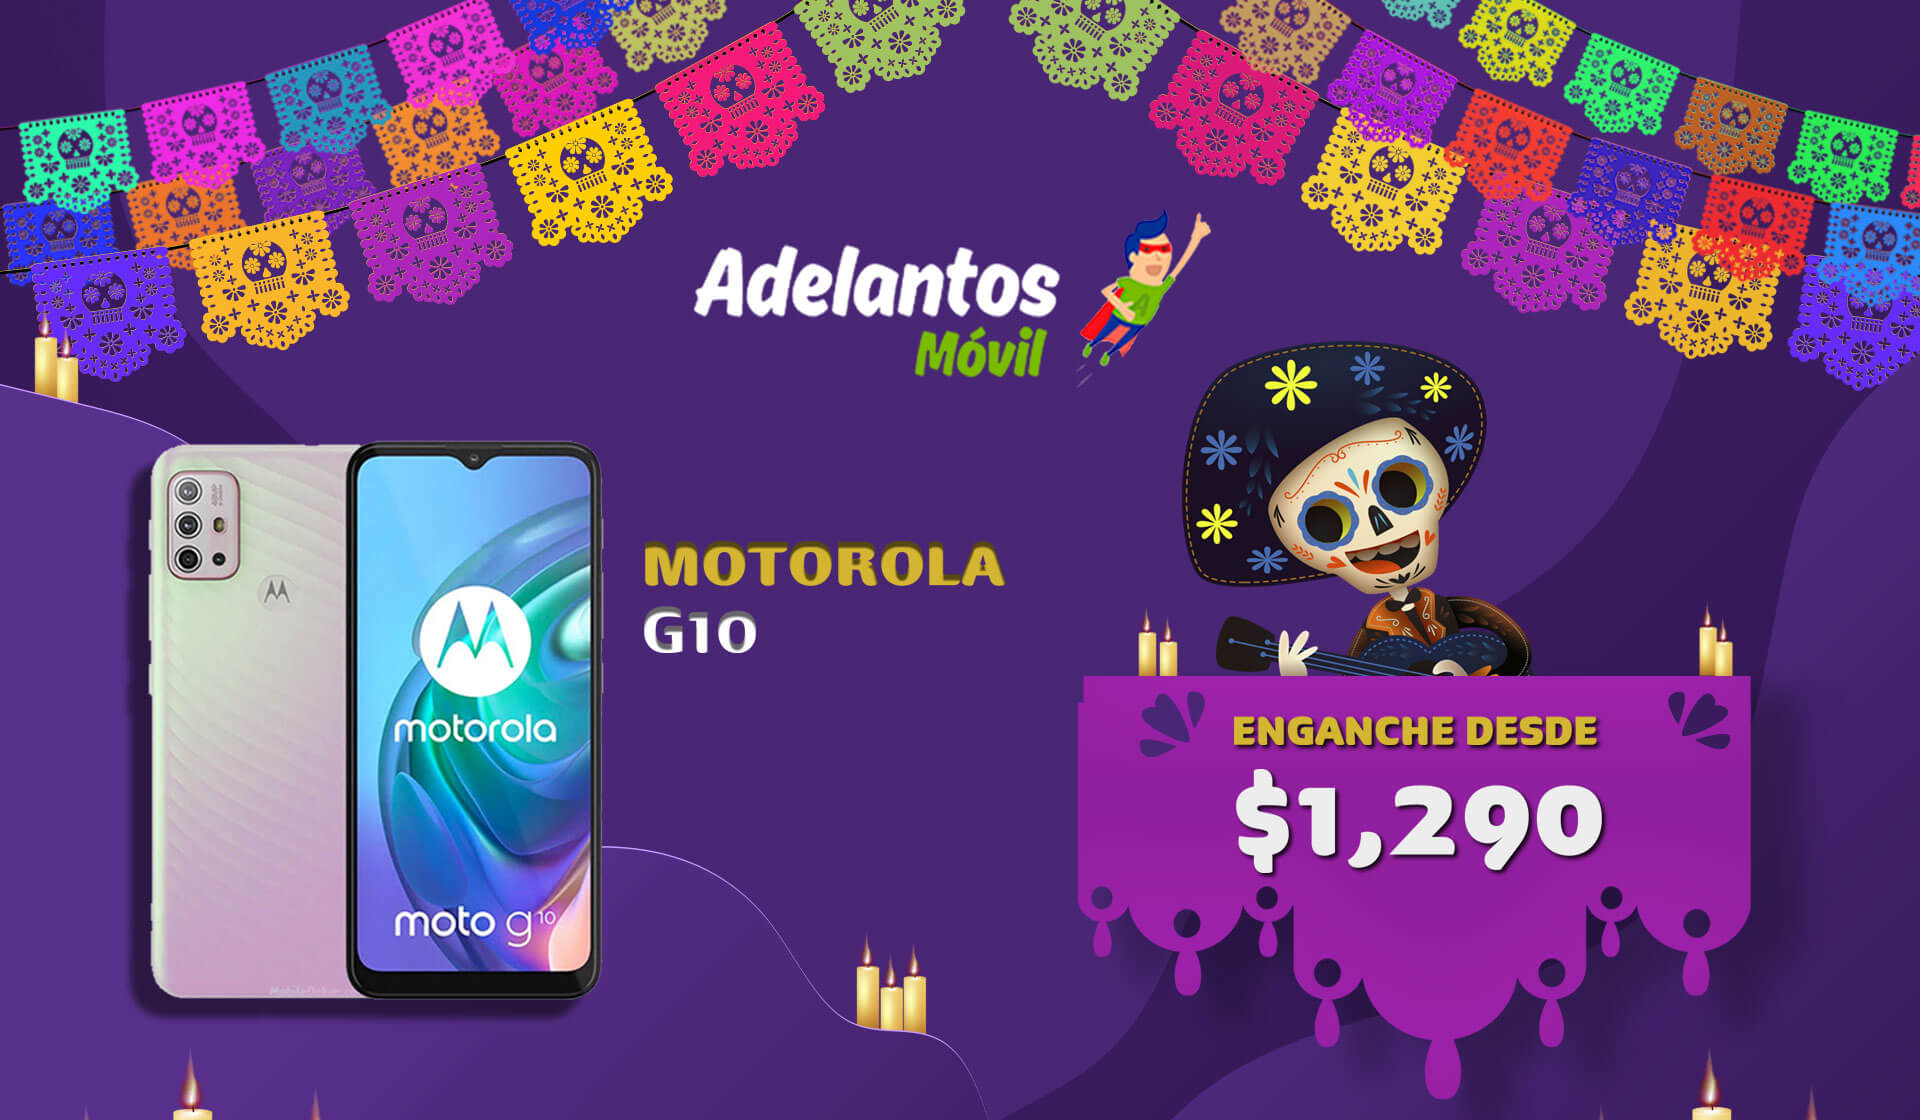 Adelantos
Móvil
MOTOROLA
G10
motorola
moto g10
ENGANCHE DESDE
$1,290